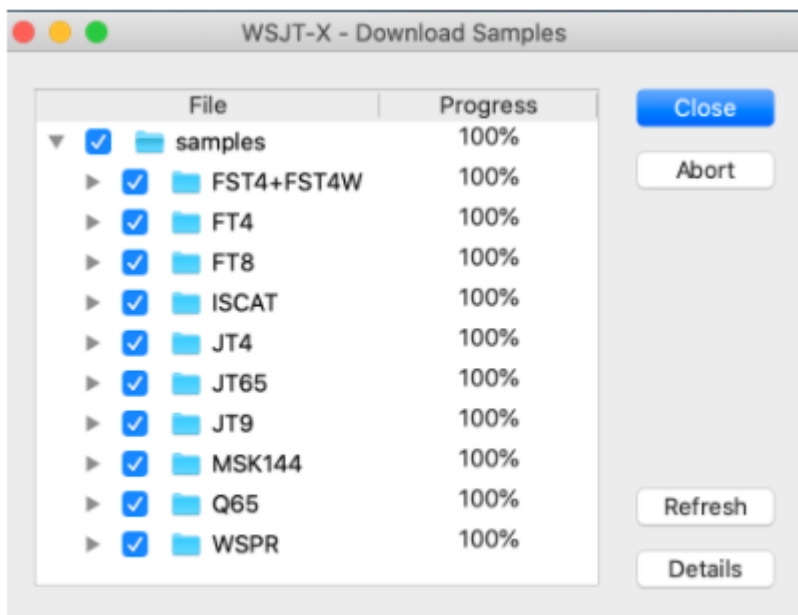 WSJT-X - Download Samples
File Progress
Close
samples 100%
Abort
FST4+FST4W 100%
FT4 100%
FT8 100%
ISCAT 100%
JT4 100%
JT65 100%
JT9 100%
MSK144 100%
Q65 100%
Refresh
WSPR 100%
Details